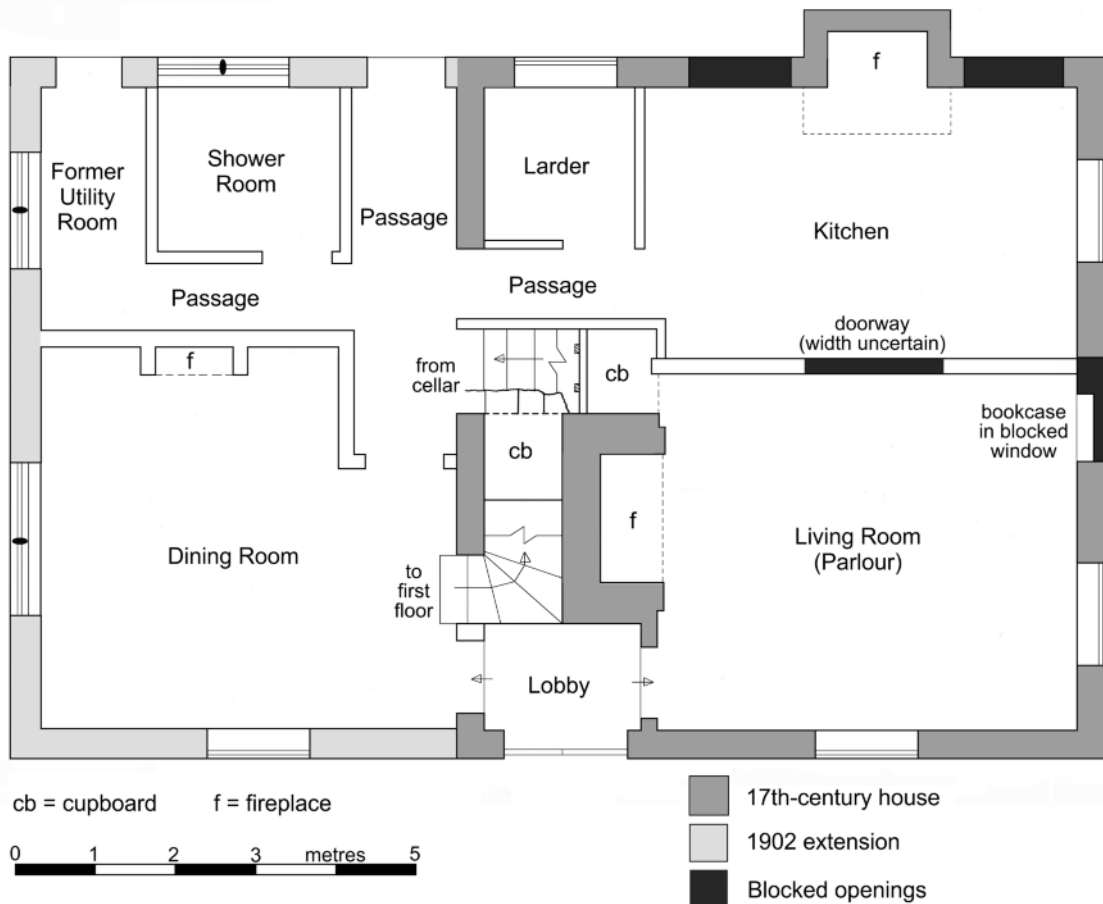 f
Former
Utility
Room
Shower
Room
Passage
Larder
Kitchen
Passage
Passage
doorway
(width uncertain)
f
from
cellar
cb
bookcase
in blocked
window
cb
f
Dining Room
Living Room
(Parlour)
to
first
floor
Lobby
cb = cupboard f = fireplace
17th-century house
1902 extension
Blocked openings
0 1 2 3 metres 5